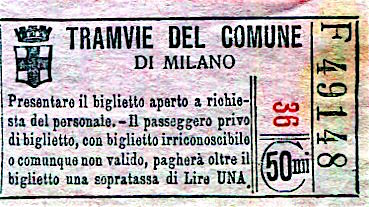 TRAMVIE DEL COMUNE
DI MILANO
Presentare il biglietto aperto a richie-
sta del personale.-Il passeggero privo
di biglietto, con biglietto irriconoscibile
o comunque non valido, pagherà oltre il
biglietto una sopratassa di Lire UNA.
36
50
F 49148